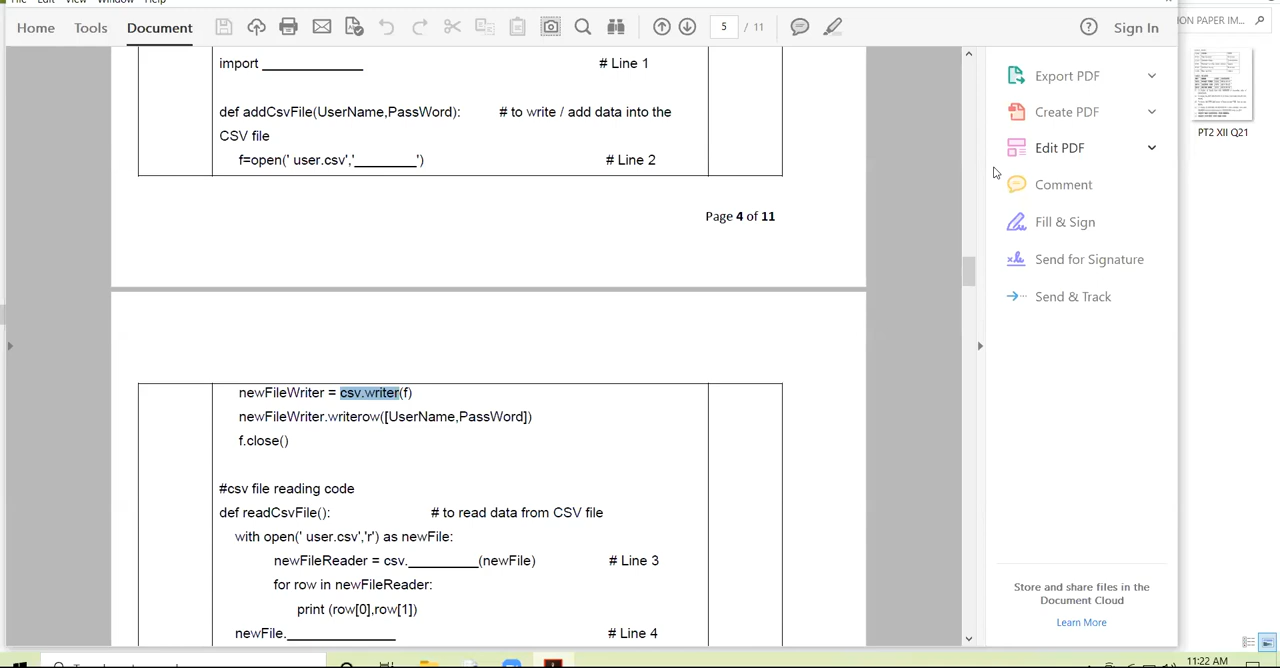 File Edit View Window Help
Home Tools Document 5 / 11 Sign In
ION PAPER IM...
import ____________ # Line 1
def addCsvFile(UserName,PassWord): # to write / add data into the
CSV file
f=open(' user.csv','________') # Line 2
Page 4 of 11
newFileWriter = csv.writer(f)
newFileWriter.writerow([UserName,PassWord])
f.close()
#csv file reading code
def readCsvFile(): # to read data from CSV file
with open(' user.csv','r') as newFile:
newFileReader = csv._________(newFile) # Line 3
for row in newFileReader:
print (row[0],row[1])
newFile.______________ # Line 4
Export PDF
Create PDF
Edit PDF
Comment
Fill & Sign
Send for Signature
Send & Track
Store and share files in the
Document Cloud
Learn More
PT2 XII Q21
11:22 AM